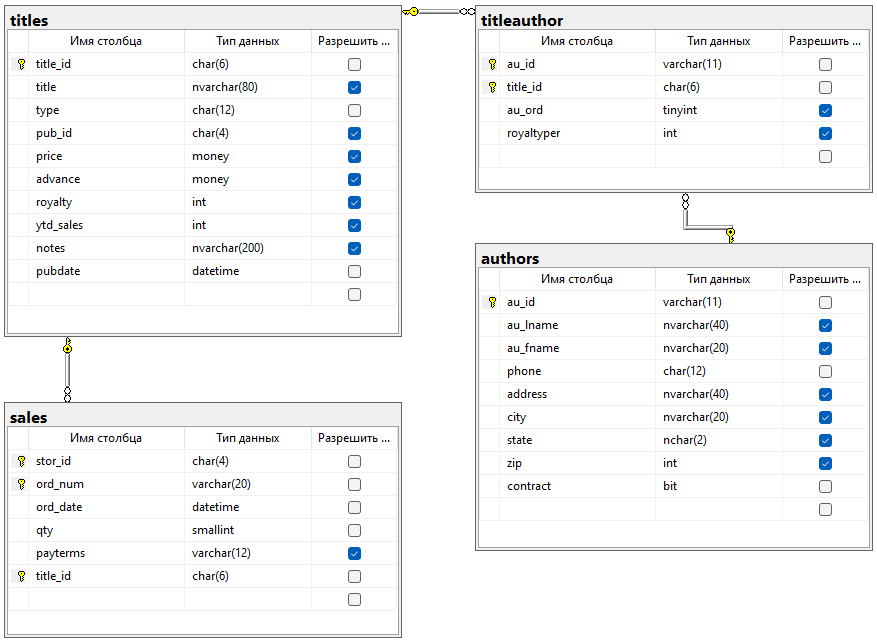 titles
Имя столбца Тип данных Разрешить ...
title_id char(6)
title nvarchar(80)
type char(12)
pub_id char(4)
price money
advance money
royalty int
ytd_sales int
notes nvarchar(200)
pubdate datetime
titleauthor
Имя столбца Тип данных Разрешить ...
au_id varchar(11)
title_id char(6)
au_ord tinyint
royaltyper int
authors
Имя столбца Тип данных Разрешить ...
au_id varchar(11)
au_lname nvarchar(40)
au_fname nvarchar(20)
phone char(12)
address nvarchar(40)
city nvarchar(20)
state nchar(2)
zip int
contract bit
sales
Имя столбца Тип данных Разрешить ...
stor_id char(4)
ord_num varchar(20)
ord_date datetime
qty smallint
payterms varchar(12)
title_id char(6)